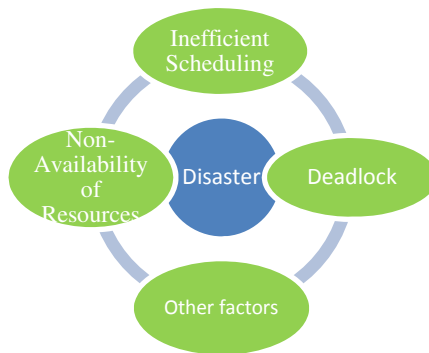 Inefficient
Scheduling
Non-
Availability
of
Resources
Disaster
Deadlock
Other factors